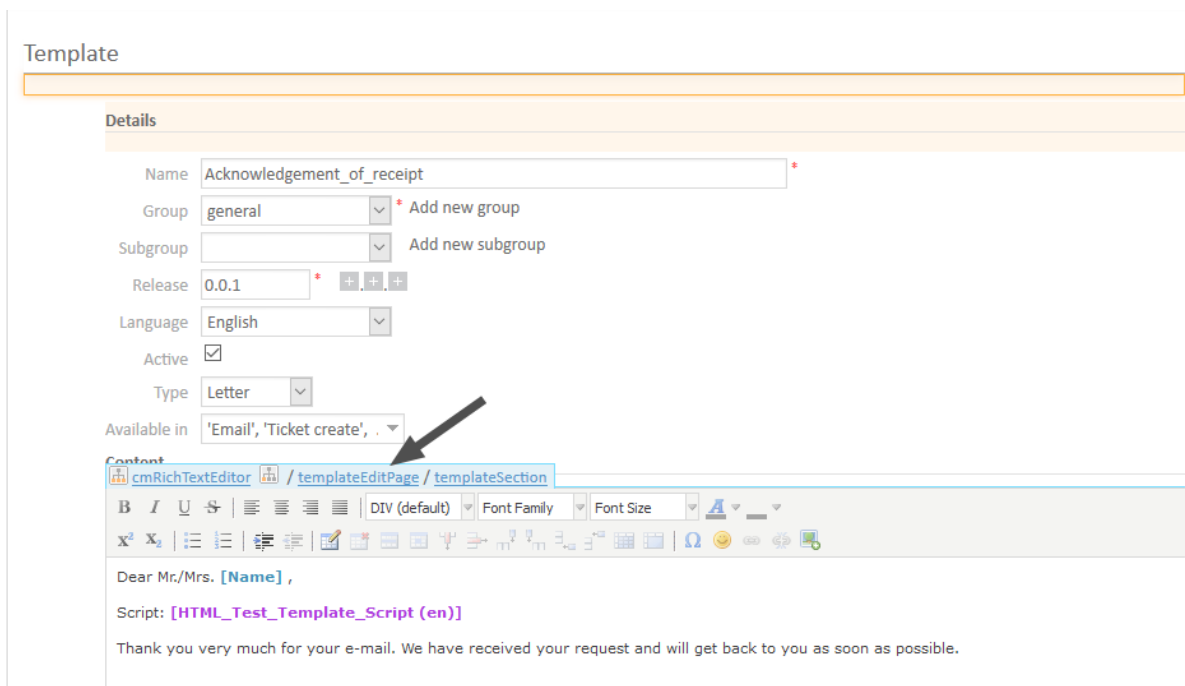 Template
Details
Name Acknowledgement_of_receipt *
Group general * Add new group
Subgroup Add new subgroup
Release 0.0.1 * + . + . +
Language English
Active
Type Letter
Available in 'Email', 'Ticket create', .
Content
cmRichTextEditor / templateEditPage / templateSection
B I U S DIV (default) Font Family Font Size A
x² X₂ Ω
Dear Mr./Mrs. [Name] ,
Script: [HTML_Test_Template_Script (en)]
Thank you very much for your e-mail. We have received your request and will get back to you as soon as possible.